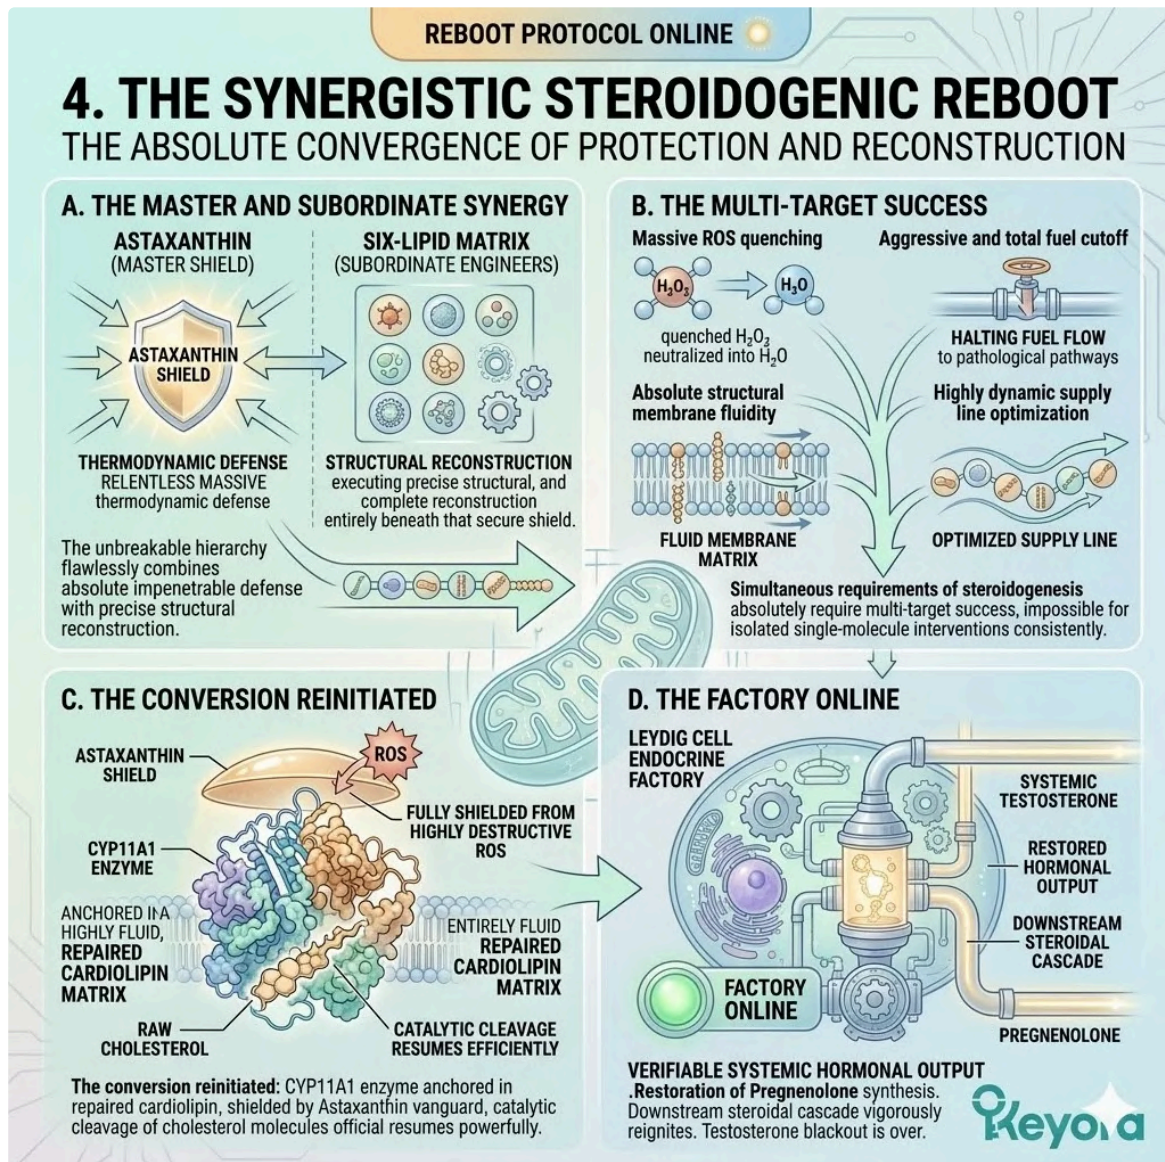 REBOOT PROTOCOL ONLINE
4. THE SYNERGISTIC STEROIDOGENIC REBOOT
THE ABSOLUTE CONVERGENCE OF PROTECTION AND RECONSTRUCTION
A. THE MASTER AND SUBORDINATE SYNERGY
ASTAXANTHIN
(MASTER SHIELD)
ASTAXANTHIN
SHIELD
THERMODYNAMIC DEFENSE
RELENTLESS MASSIVE
thermodynamic defense
SIX-LIPID MATRIX
(SUBORDINATE ENGINEERS)
STRUCTURAL RECONSTRUCTION
executing precise structural, and
complete reconstruction
entirely beneath that secure shield.
The unbreakable hierarchy
flawlessly combines
absolute impenetrable defense
with precise structural
reconstruction.
B. THE MULTI-TARGET SUCCESS
Massive ROS quenching
H₂O₃
H₃O
quenched H₂O₂
neutralized into H₂O
Aggressive and total fuel cutoff
HALTING FUEL FLOW
to pathological pathways
Absolute structural
membrane fluidity
FLUID MEMBRANE
MATRIX
Highly dynamic supply
line optimization
OPTIMIZED SUPPLY LINE
Simultaneous requirements of steroidogenesis
absolutely require multi-target success, impossible for
isolated single-molecule interventions consistently.
C. THE CONVERSION REINITIATED
ASTAXANTHIN
SHIELD
ROS
FULLY SHIELDED FROM
HIGHLY DESTRUCTIVE
ROS
CYP11A1
ENZYME
ANCHORED IN A
HIGHLY FLUID,
REPAIRED
CARDIOLIPIN
MATRIX
ENTIRELY FLUID
REPAIRED
CARDIOLIPIN
MATRIX
RAW
CHOLESTEROL
CATALYTIC CLEAVAGE
RESUMES EFFICIENTLY
The conversion reinitiated: CYP11A1 enzyme anchored in
repaired cardiolipin, shielded by Astaxanthin vanguard, catalytic
cleavage of cholesterol molecules official resumes powerfully.
D. THE FACTORY ONLINE
LEYDIG CELL
ENDOCRINE
FACTORY
SYSTEMIC
TESTOSTERONE
RESTORED
HORMONAL
OUTPUT
DOWNSTREAM
STEROIDAL
CASCADE
FACTORY
ONLINE
PREGNENOLONE
VERIFIABLE SYSTEMIC HORMONAL OUTPUT
.Restoration of Pregnenolone synthesis.
Downstream steroidal cascade vigorously
reignites. Testosterone blackout is over.
Keyora